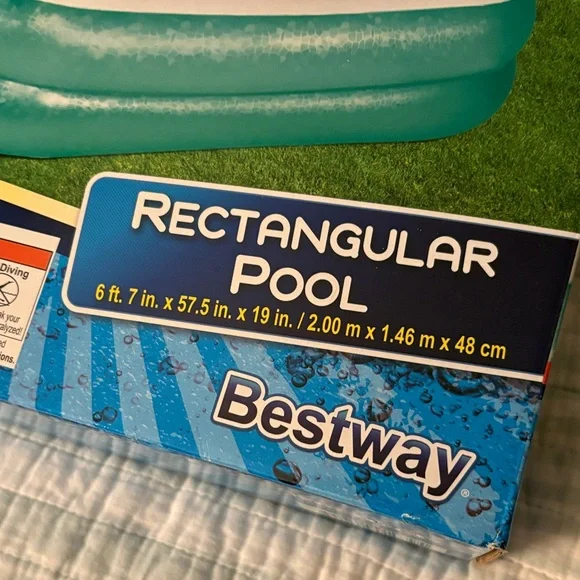 RECTANGULAR
POOL
6 ft. 7 in. x 57.5 in. x 19 in. / 2.00 m x 1.46 m x 48 cm
Diving
your
Bestway®